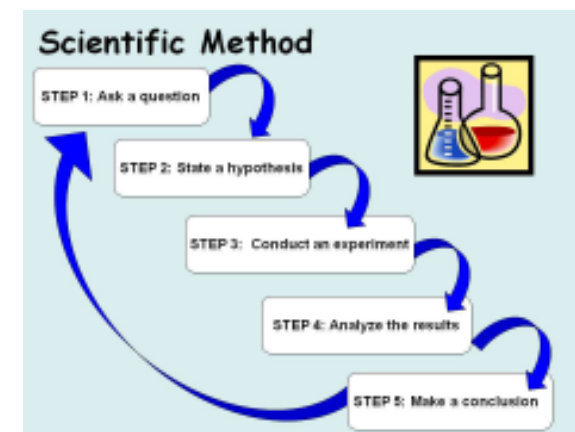 Scientific Method
STEP 1: Ask a question
STEP 2: State a hypothesis
STEP 3: Conduct an experiment
STEP 4: Analyze the results
STEP 5: Make a conclusion